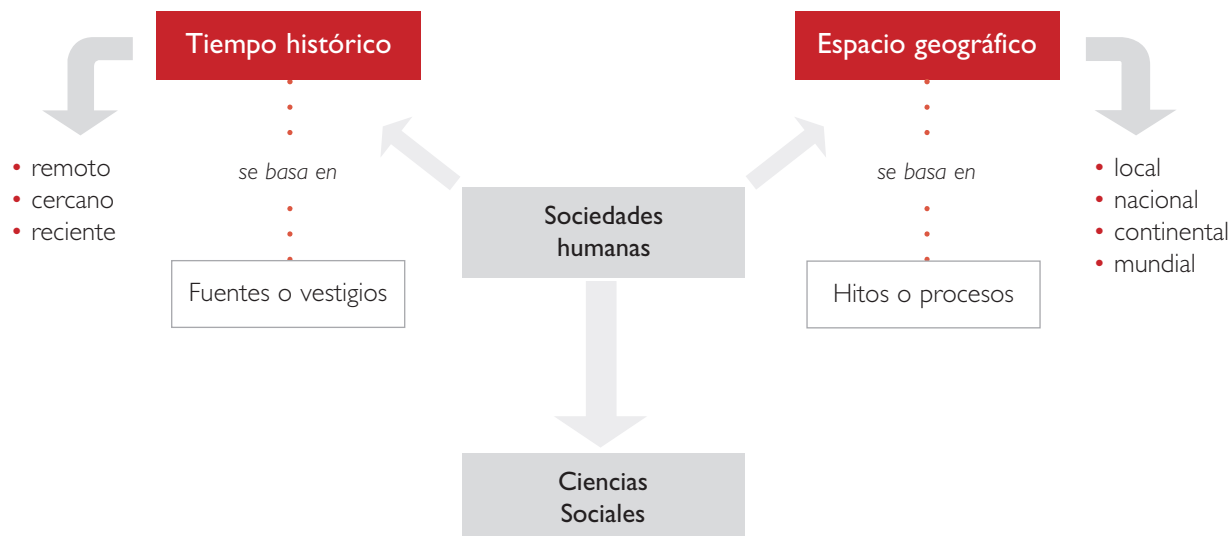 Tiempo histórico
Espacio geográfico
• remoto
• cercano
• reciente
se basa en
se basa en
• local
• nacional
• continental
• mundial
Sociedades
humanas
Fuentes o vestigios
Hitos o procesos
Ciencias
Sociales